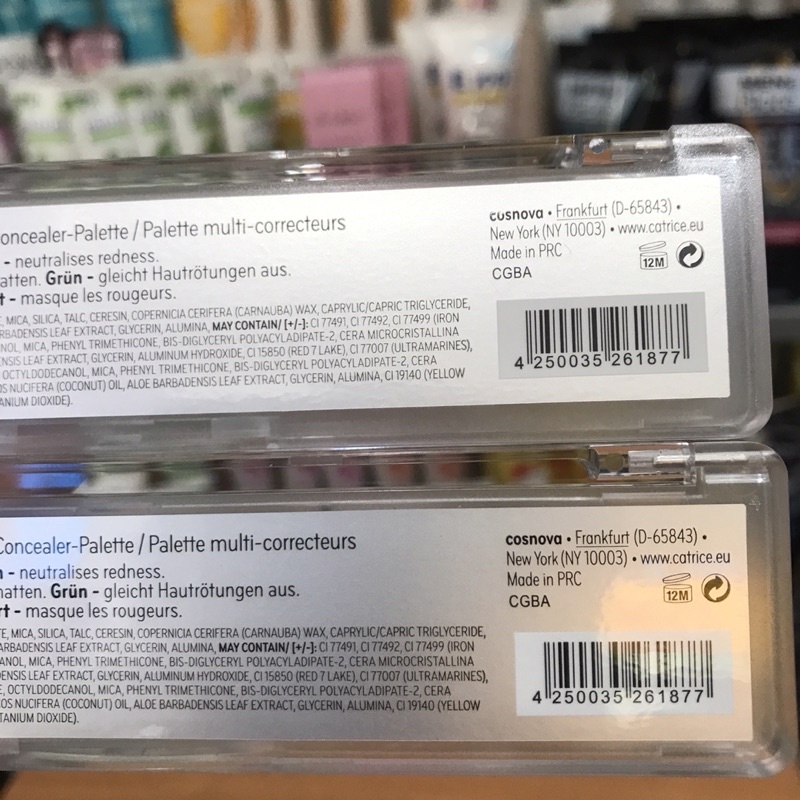 Concealer-Palette / Palette multi-correcteurs
- neutralises redness.
atten. Grün – gleicht Hautrötungen aus.
t – masque les rougeurs.
E, MICA, SILICA, TALC, CERESIN, COPERNICIA CERIFERA (CARNAUBA) WAX, CAPRYLIC/CAPRIC TRIGLYCERIDE,
RBADENSIS LEAF EXTRACT, GLYCERIN, ALUMINA, MAY CONTAIN/ [+/-]: CI 77491, CI 77492, CI 77499 (IRON
NOL, MICA, PHENYL TRIMETHICONE, BIS-DIGLYCERYL POLYACYLADIPATE-2, CERA MICROCRISTALLINA
NSIS LEAF EXTRACT, GLYCERIN, ALUMINUM HYDROXIDE, CI 15850 (RED 7 LAKE), CI 77007 (ULTRAMARINES),
OCTYLDODECANOL, MICA, PHENYL TRIMETHICONE, BIS-DIGLYCERYL POLYACYLADIPATE-2, CERA
OS NUCIFERA (COCONUT) OIL, ALOE BARBADENSIS LEAF EXTRACT, GLYCERIN, ALUMINA, CI 19140 (YELLOW
TANIUM DIOXIDE).
cosnova • Frankfurt (D-65843) •
New York (NY 10003) • www.catrice.eu
Made in PRC
CGBA
12M
4 250035 261877
Concealer-Palette / Palette multi-correcteurs
n – neutralises redness.
hatten. Grün – gleicht Hautrötungen aus.
rt – masque les rougeurs.
TE, MICA, SILICA, TALC, CERESIN, COPERNICIA CERIFERA (CARNAUBA) WAX, CAPRYLIC/CAPRIC TRIGLYCERIDE,
ARBADENSIS LEAF EXTRACT, GLYCERIN, ALUMINA, MAY CONTAIN/ [+/-]: CI 77491, CI 77492, CI 77499 (IRON
ANOL, MICA, PHENYL TRIMETHICONE, BIS-DIGLYCERYL POLYACYLADIPATE-2, CERA MICROCRISTALLINA
ENSIS LEAF EXTRACT, GLYCERIN, ALUMINUM HYDROXIDE, CI 15850 (RED 7 LAKE), CI 77007 (ULTRAMARINES),
E, OCTYLDODECANOL, MICA, PHENYL TRIMETHICONE, BIS-DIGLYCERYL POLYACYLADIPATE-2, CERA
COS NUCIFERA (COCONUT) OIL, ALOE BARBADENSIS LEAF EXTRACT, GLYCERIN, ALUMINA, CI 19140 (YELLOW
TANIUM DIOXIDE).
cosnova • Frankfurt (D-65843) •
New York (NY 10003) • www.catrice.eu
Made in PRC
CGBA
12M
4 250035 261877